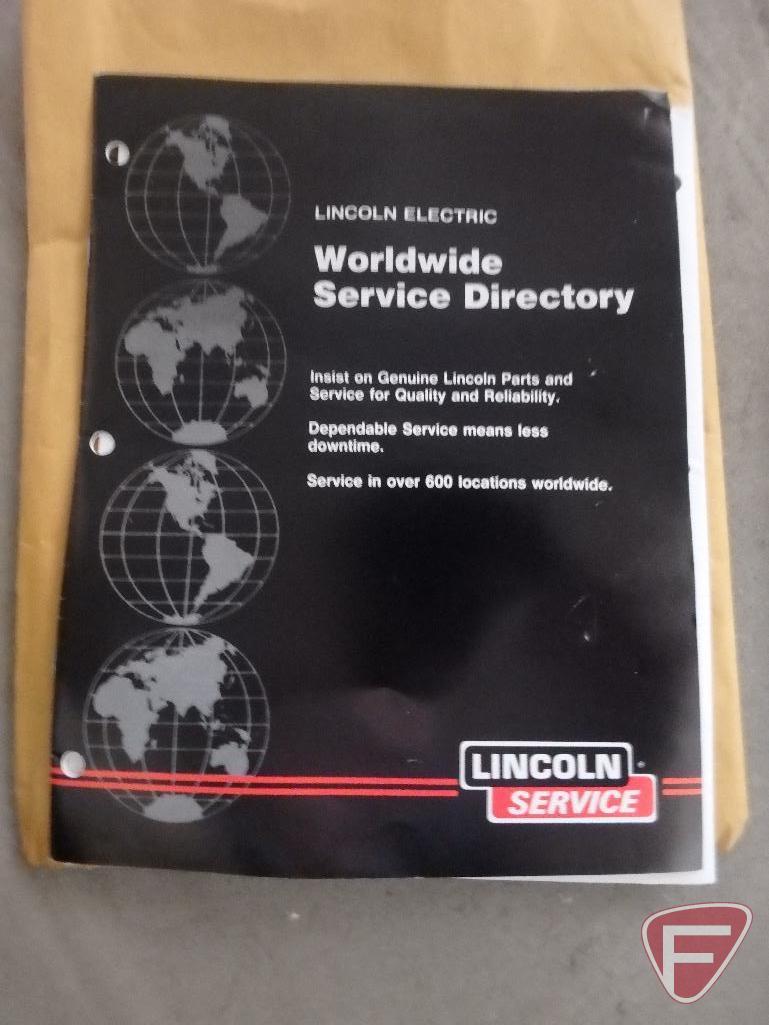 LINCOLN ELECTRIC
Worldwide
Service Directory
Insist on Genuine Lincoln Parts and
Service for Quality and Reliability.
Dependable Service means less
downtime.
Service in over 600 locations worldwide.
LINCOLN
SERVICE
F